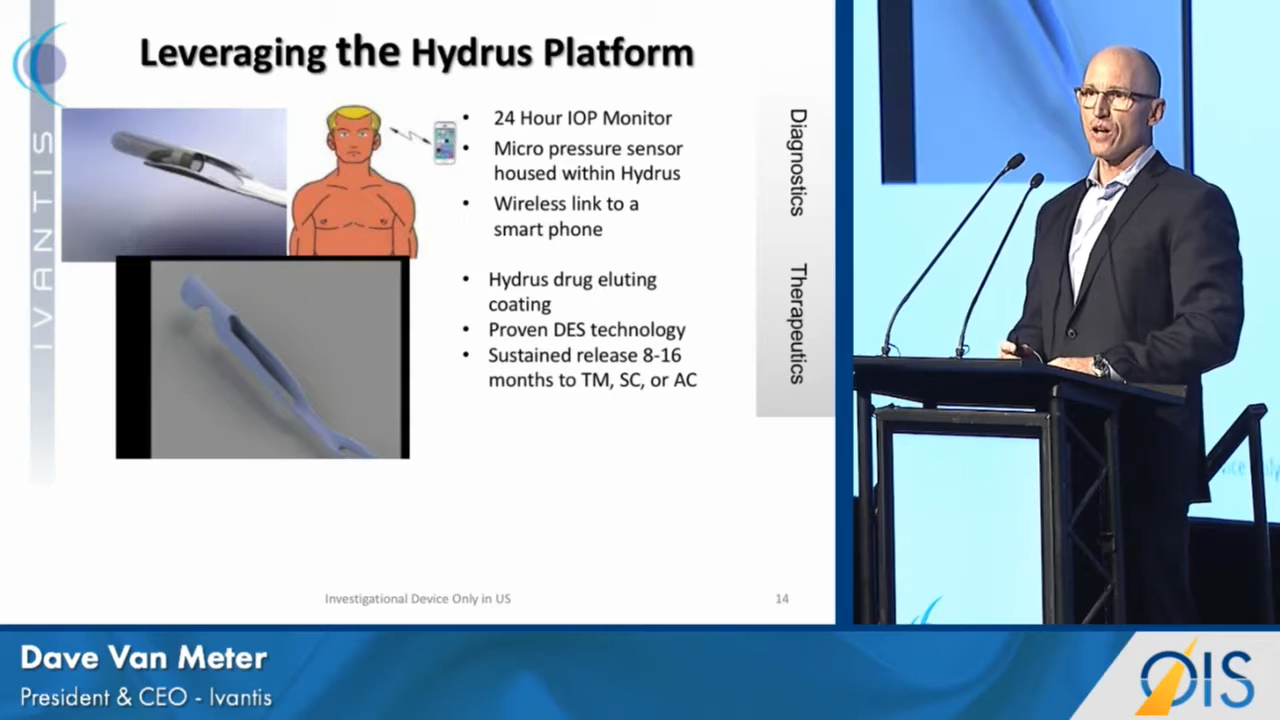 Leveraging the Hydrus Platform
IVANTIS
• 24 Hour IOP Monitor
• Micro pressure sensor
housed within Hydrus
• Wireless link to a
smart phone
Diagnostics
• Hydrus drug eluting
coating
• Proven DES technology
• Sustained release 8-16
months to TM, SC, or AC
Therapeutics
Investigational Device Only in US
14
Dave Van Meter
President & CEO - Ivantis
OIS